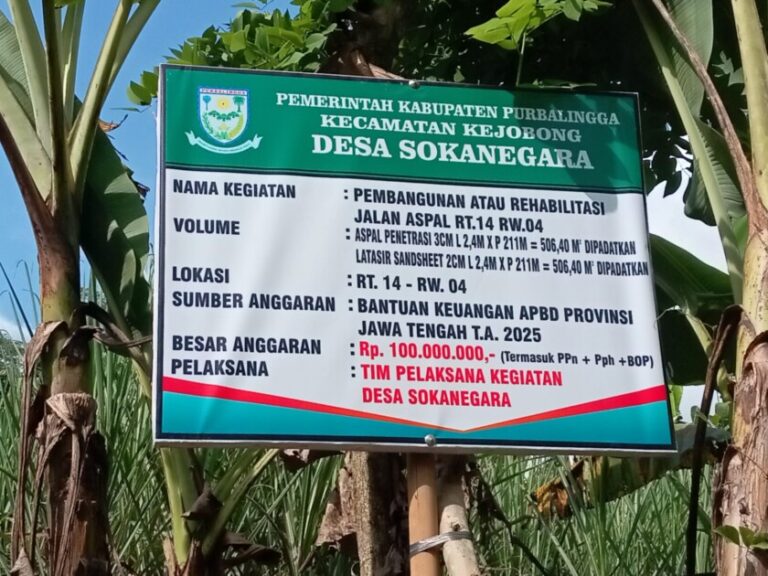 PURBALINGGA
PEMERINTAH KABUPATEN PURBALINGGA
KECAMATAN KEJOBONG
DESA SOKANEGARA
NAMA KEGIATAN : PEMBANGUNAN ATAU REHABILITASI
JALAN ASPAL RT.14 RW.04
VOLUME : ASPAL PENETRASI 3CM L 2,4M X P 211M = 506,40 M² DIPADATKAN
LATASIR SANDSHEET 2CM L 2,4M X P 211M = 506,40 M² DIPADATKAN
LOKASI : RT. 14 - RW. 04
SUMBER ANGGARAN : BANTUAN KEUANGAN APBD PROVINSI
JAWA TENGAH T.A. 2025
BESAR ANGGARAN : Rp. 100.000.000,- (Termasuk PPn + Pph +BOP)
PELAKSANA : TIM PELAKSANA KEGIATAN
DESA SOKANEGARA